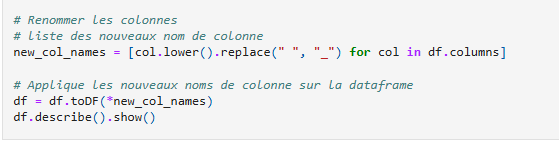 # Renommer les colonnes
# liste des nouveaux nom de colonne
new_col_names = [col.lower().replace(" ", "_") for col in df.columns]
# Applique les nouveaux noms de colonne sur la dataframe
df = df.toDF(*new_col_names)
df.describe().show()